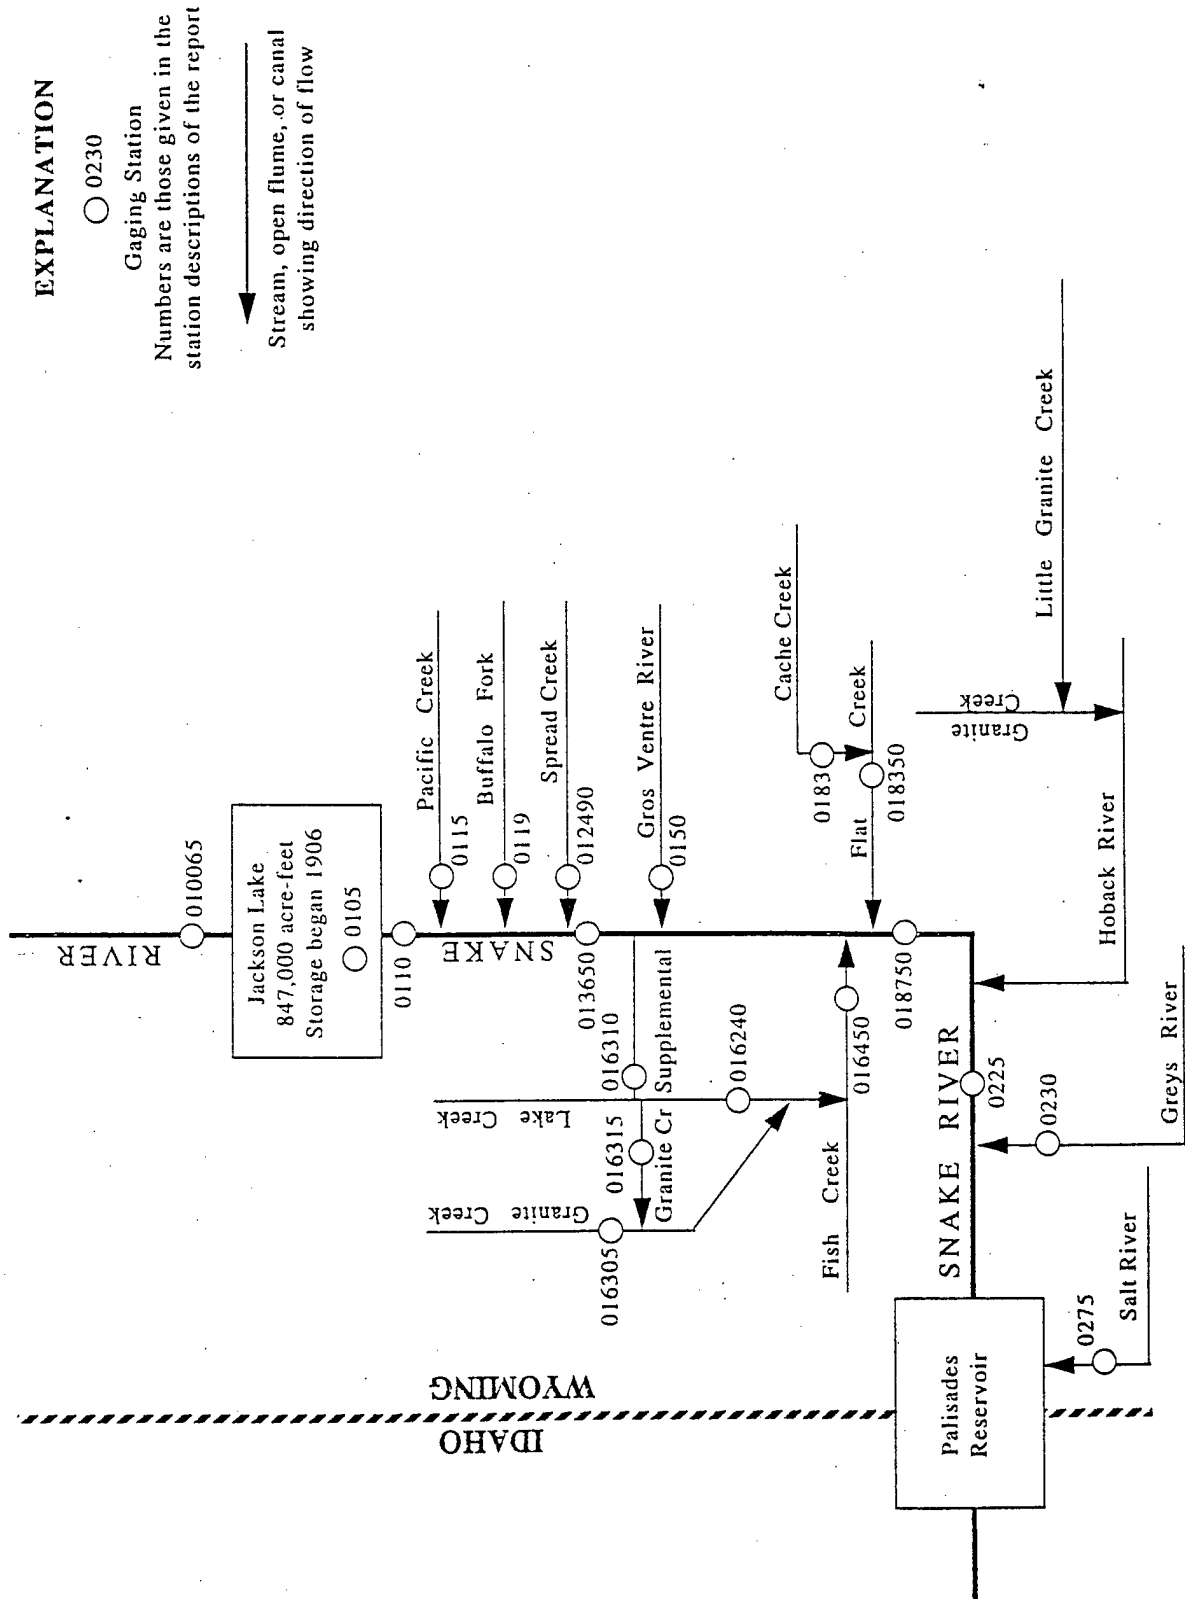 EXPLANATION
0230
Gaging Station
Numbers are those given in the
station descriptions of the report
Stream, open flume, or canal
showing direction of flow
RIVER
010065
Jackson Lake
847,000 acre-feet
Storage began 1906
0105
0110
SNAKE
Pacific Creek
0115
Buffalo Fork
0119
Spread Creek
012490
013650
Gros Ventre River
0150
016310
Supplemental
Lake Creek
016240
016315
Granite Cr
Granite Creek
016305
Fish Creek
016450
Cache Creek
0183
Flat Creek
018350
018750
Little Granite Creek
Granite
Creek
Hoback River
SNAKE RIVER
0225
0230
Greys River
0275
Salt River
Palisades
Reservoir
WYOMING
IDAHO